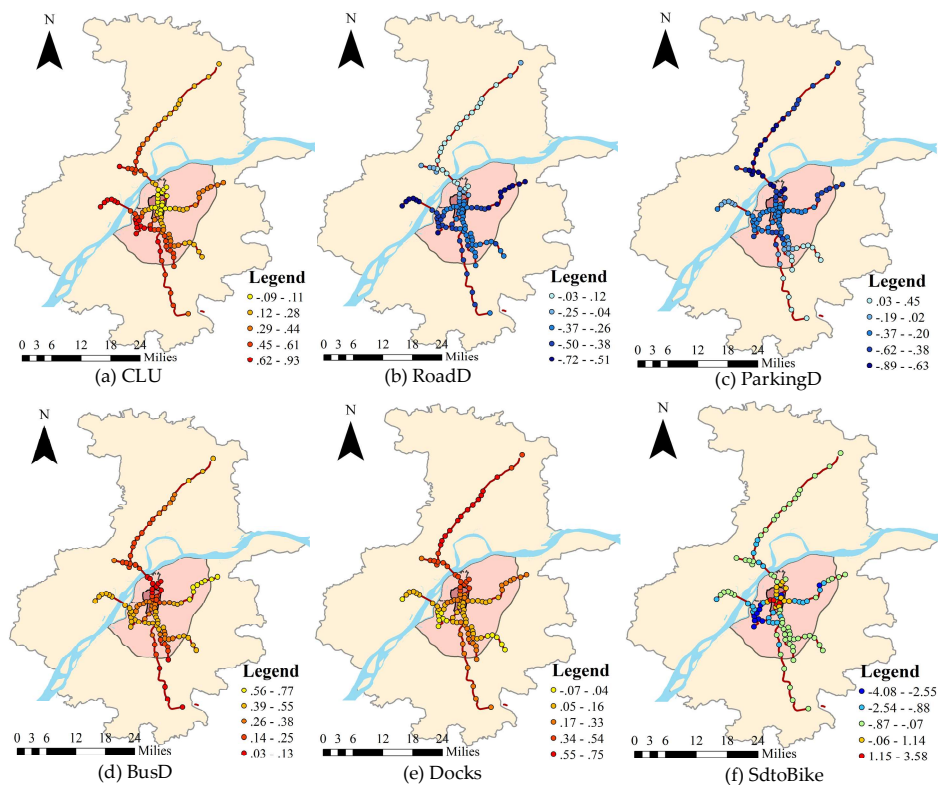 N
Legend
-.09 - .11
.12 - .28
.29 - .44
.45 - .61
.62 - .93
0 3 6 12 18 24
Milies
(a) CLU
N
Legend
-.03 - .12
-.25 - -.04
-.37 - -.26
-.50 - -.38
-.72 - -.51
0 3 6 12 18 24
Milies
(b) RoadD
N
Legend
.03 - .45
-.19 - .02
-.37 - -.20
-.62 - -.38
-.89 - -.63
0 3 6 12 18 24
Milies
(c) ParkingD
N
Legend
.56 - .77
.39 - .55
.26 - .38
.14 - .25
.03 - .13
0 3 6 12 18 24
Milies
(d) BusD
N
Legend
-.07 - .04
.05 - .16
.17 - .33
.34 - .54
.55 - .75
0 3 6 12 18 24
Milies
(e) Docks
N
Legend
-4.08 - -2.55
-2.54 - -.88
-.87 - -.07
-.06 - 1.14
1.15 - 3.58
0 3 6 12 18 24
Milies
(f) SdtoBike